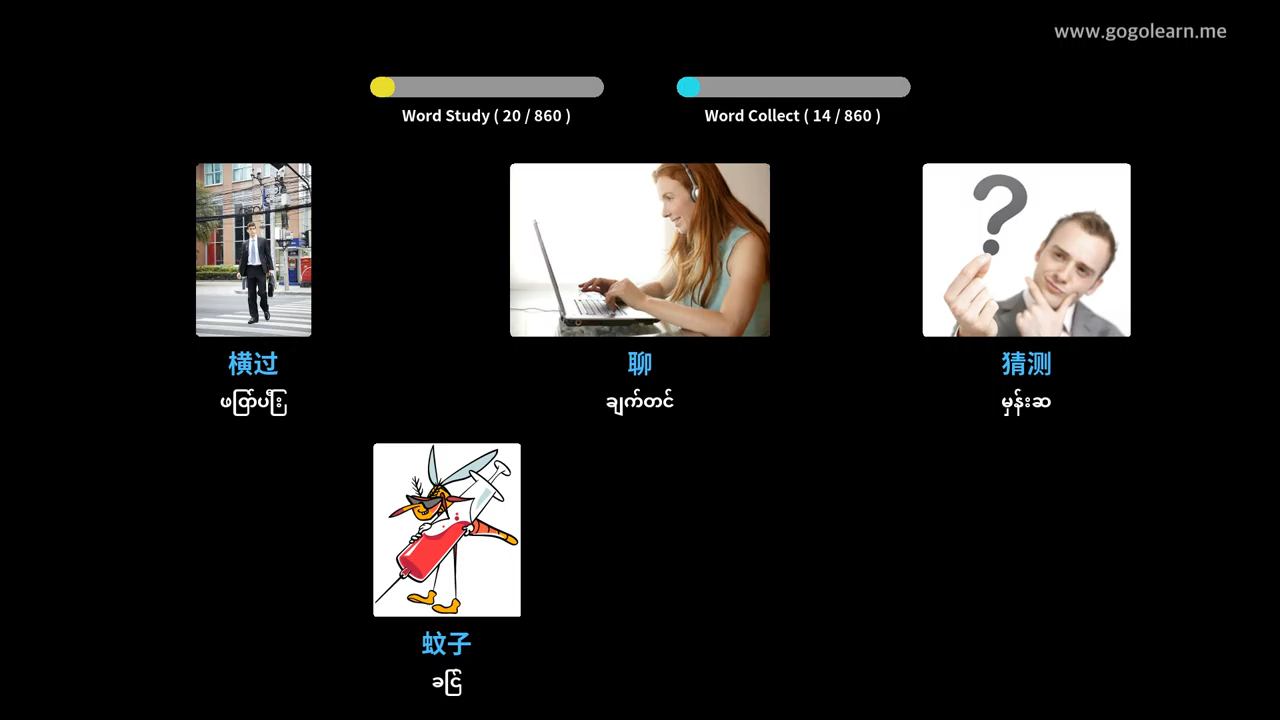 www.gogolearn.me
Word Study ( 20 / 860 )
Word Collect ( 14 / 860 )
横过
聊
猜测
ဖြတ်ပြီး
ချက်တင်
မှန်းဆ
蚊子
ခြင်